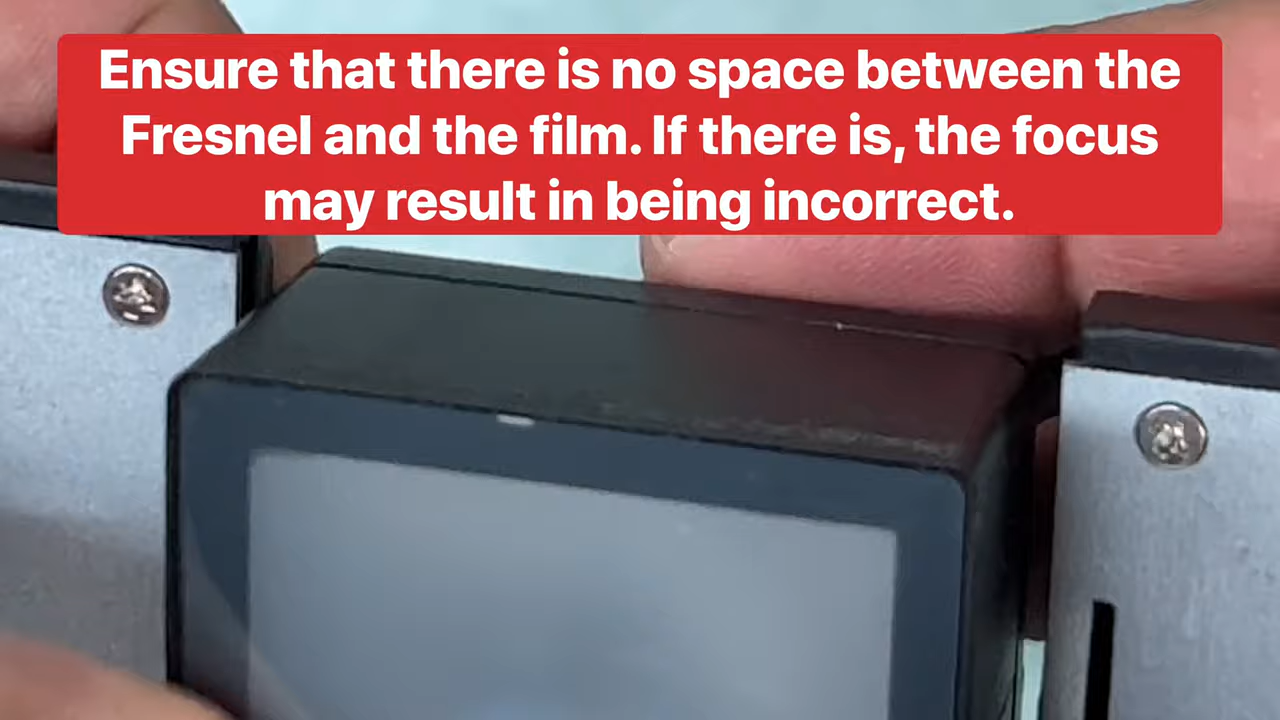 Ensure that there is no space between the
Fresnel and the film. If there is, the focus
may result in being incorrect.